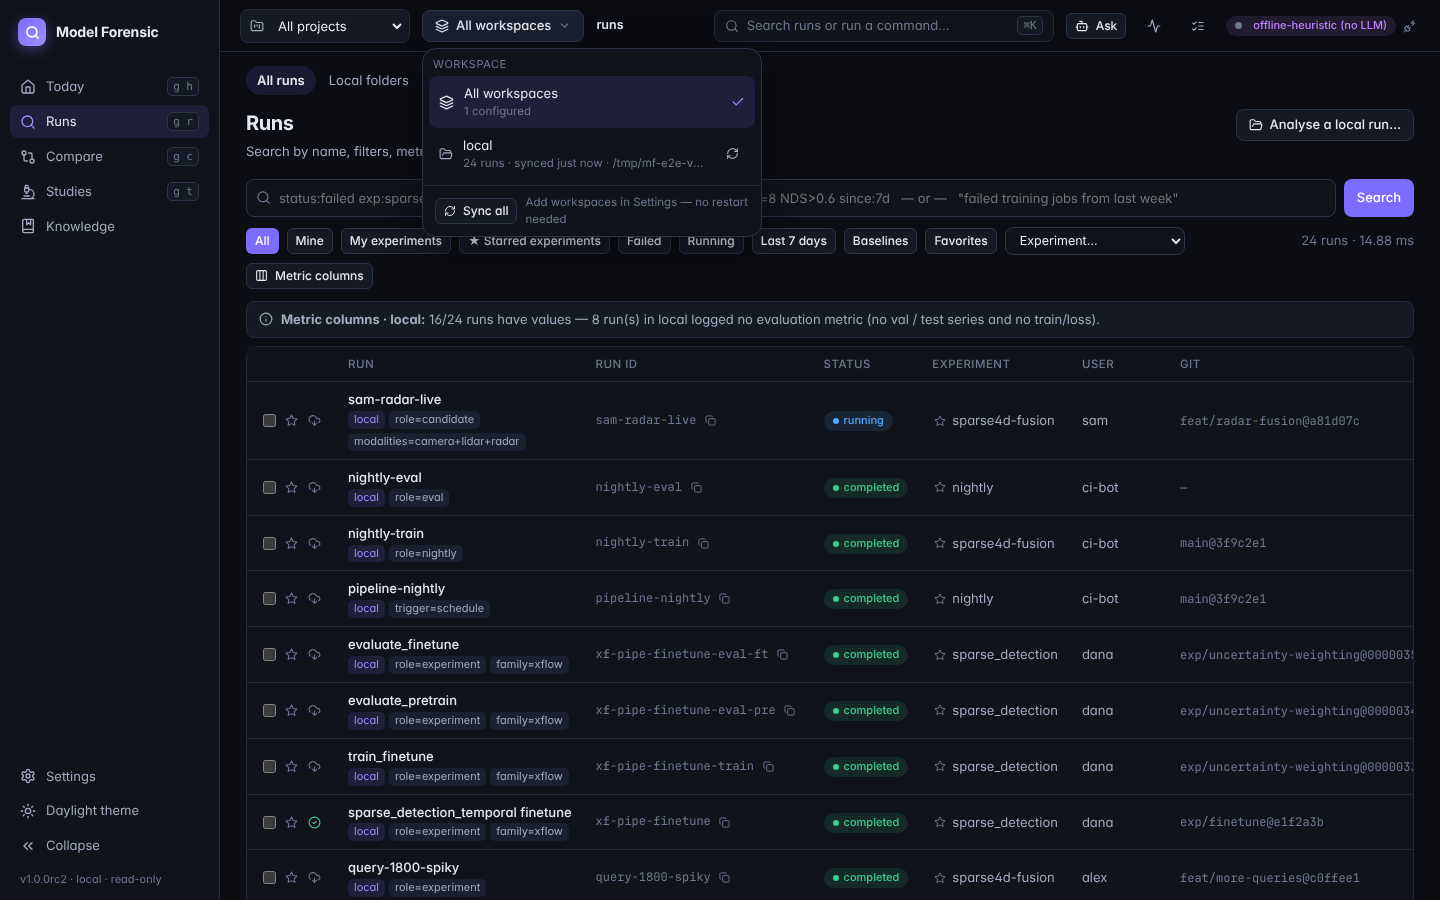 Model Forensic
Today
g h
Runs
g r
Compare
g c
Studies
g t
Knowledge
Settings
Daylight theme
Collapse
v1.0.0rc2 · local · read-only
All projects
All workspaces
runs
Search runs or run a command...
⌘K
Ask
offline-heuristic (no LLM)
WORKSPACE
All workspaces
1 configured
local
24 runs · synced just now · /tmp/mf-e2e-v...
Sync all
Add workspaces in Settings — no restart
needed
All runs
Local folders
Runs
Search by name, filters, metr
Analyse a local run...
status:failed exp:sparse
=8 NDS>0.6 since:7d — or — "failed training jobs from last week"
Search
All
Mine
My experiments
★ Starred experiments
Failed
Running
Last 7 days
Baselines
Favorites
Experiment...
24 runs · 14.88 ms
Metric columns
Metric columns · local: 16/24 runs have values — 8 run(s) in local logged no evaluation metric (no val / test series and no train/loss).
RUN RUN ID STATUS EXPERIMENT USER GIT
sam-radar-live
local role=candidate
modalities=camera+lidar+radar
sam-radar-live running sparse4d-fusion sam feat/radar-fusion@a81d07c
nightly-eval
local role=eval
nightly-eval completed nightly ci-bot —
nightly-train
local role=nightly
nightly-train completed sparse4d-fusion ci-bot main@3f9c2e1
pipeline-nightly
local trigger=schedule
pipeline-nightly completed nightly ci-bot main@3f9c2e1
evaluate_finetune
local role=experiment family=xflow
xf-pipe-finetune-eval-ft completed sparse_detection dana exp/uncertainty-weighting@0000035
evaluate_pretrain
local role=experiment family=xflow
xf-pipe-finetune-eval-pre completed sparse_detection dana exp/uncertainty-weighting@0000034
train_finetune
local role=experiment family=xflow
xf-pipe-finetune-train completed sparse_detection dana exp/uncertainty-weighting@0000033
sparse_detection_temporal finetune
local role=experiment family=xflow
xf-pipe-finetune completed sparse_detection dana exp/finetune@e1f2a3b
query-1800-spiky
local role=experiment
query-1800-spiky completed sparse4d-fusion alex feat/more-queries@c0ffee1